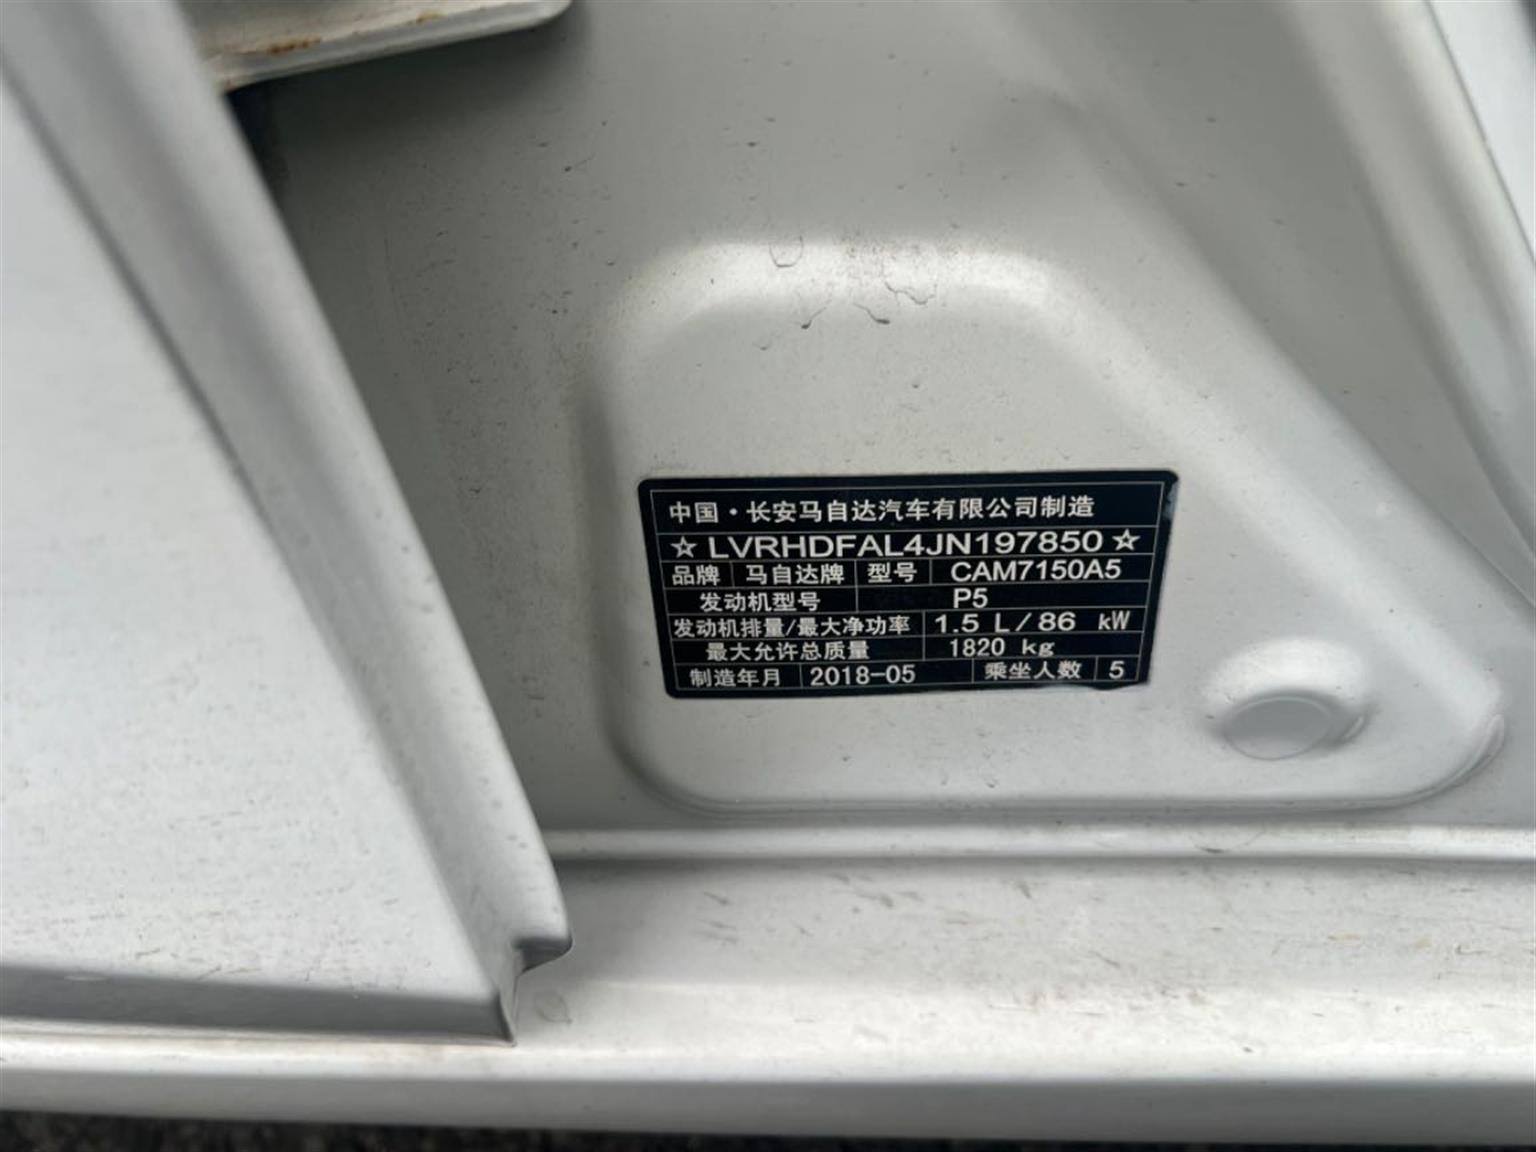 中国·长安马自达汽车有限公司制造
☆LVRHDFAL4JN197850☆
品牌 马自达牌 型号 CAM7150A5
发动机型号 P5
发动机排量/最大净功率 1.5 L/86 kW
最大允许总质量 1820 kg
制造年月 2018-05 乘坐人数 5